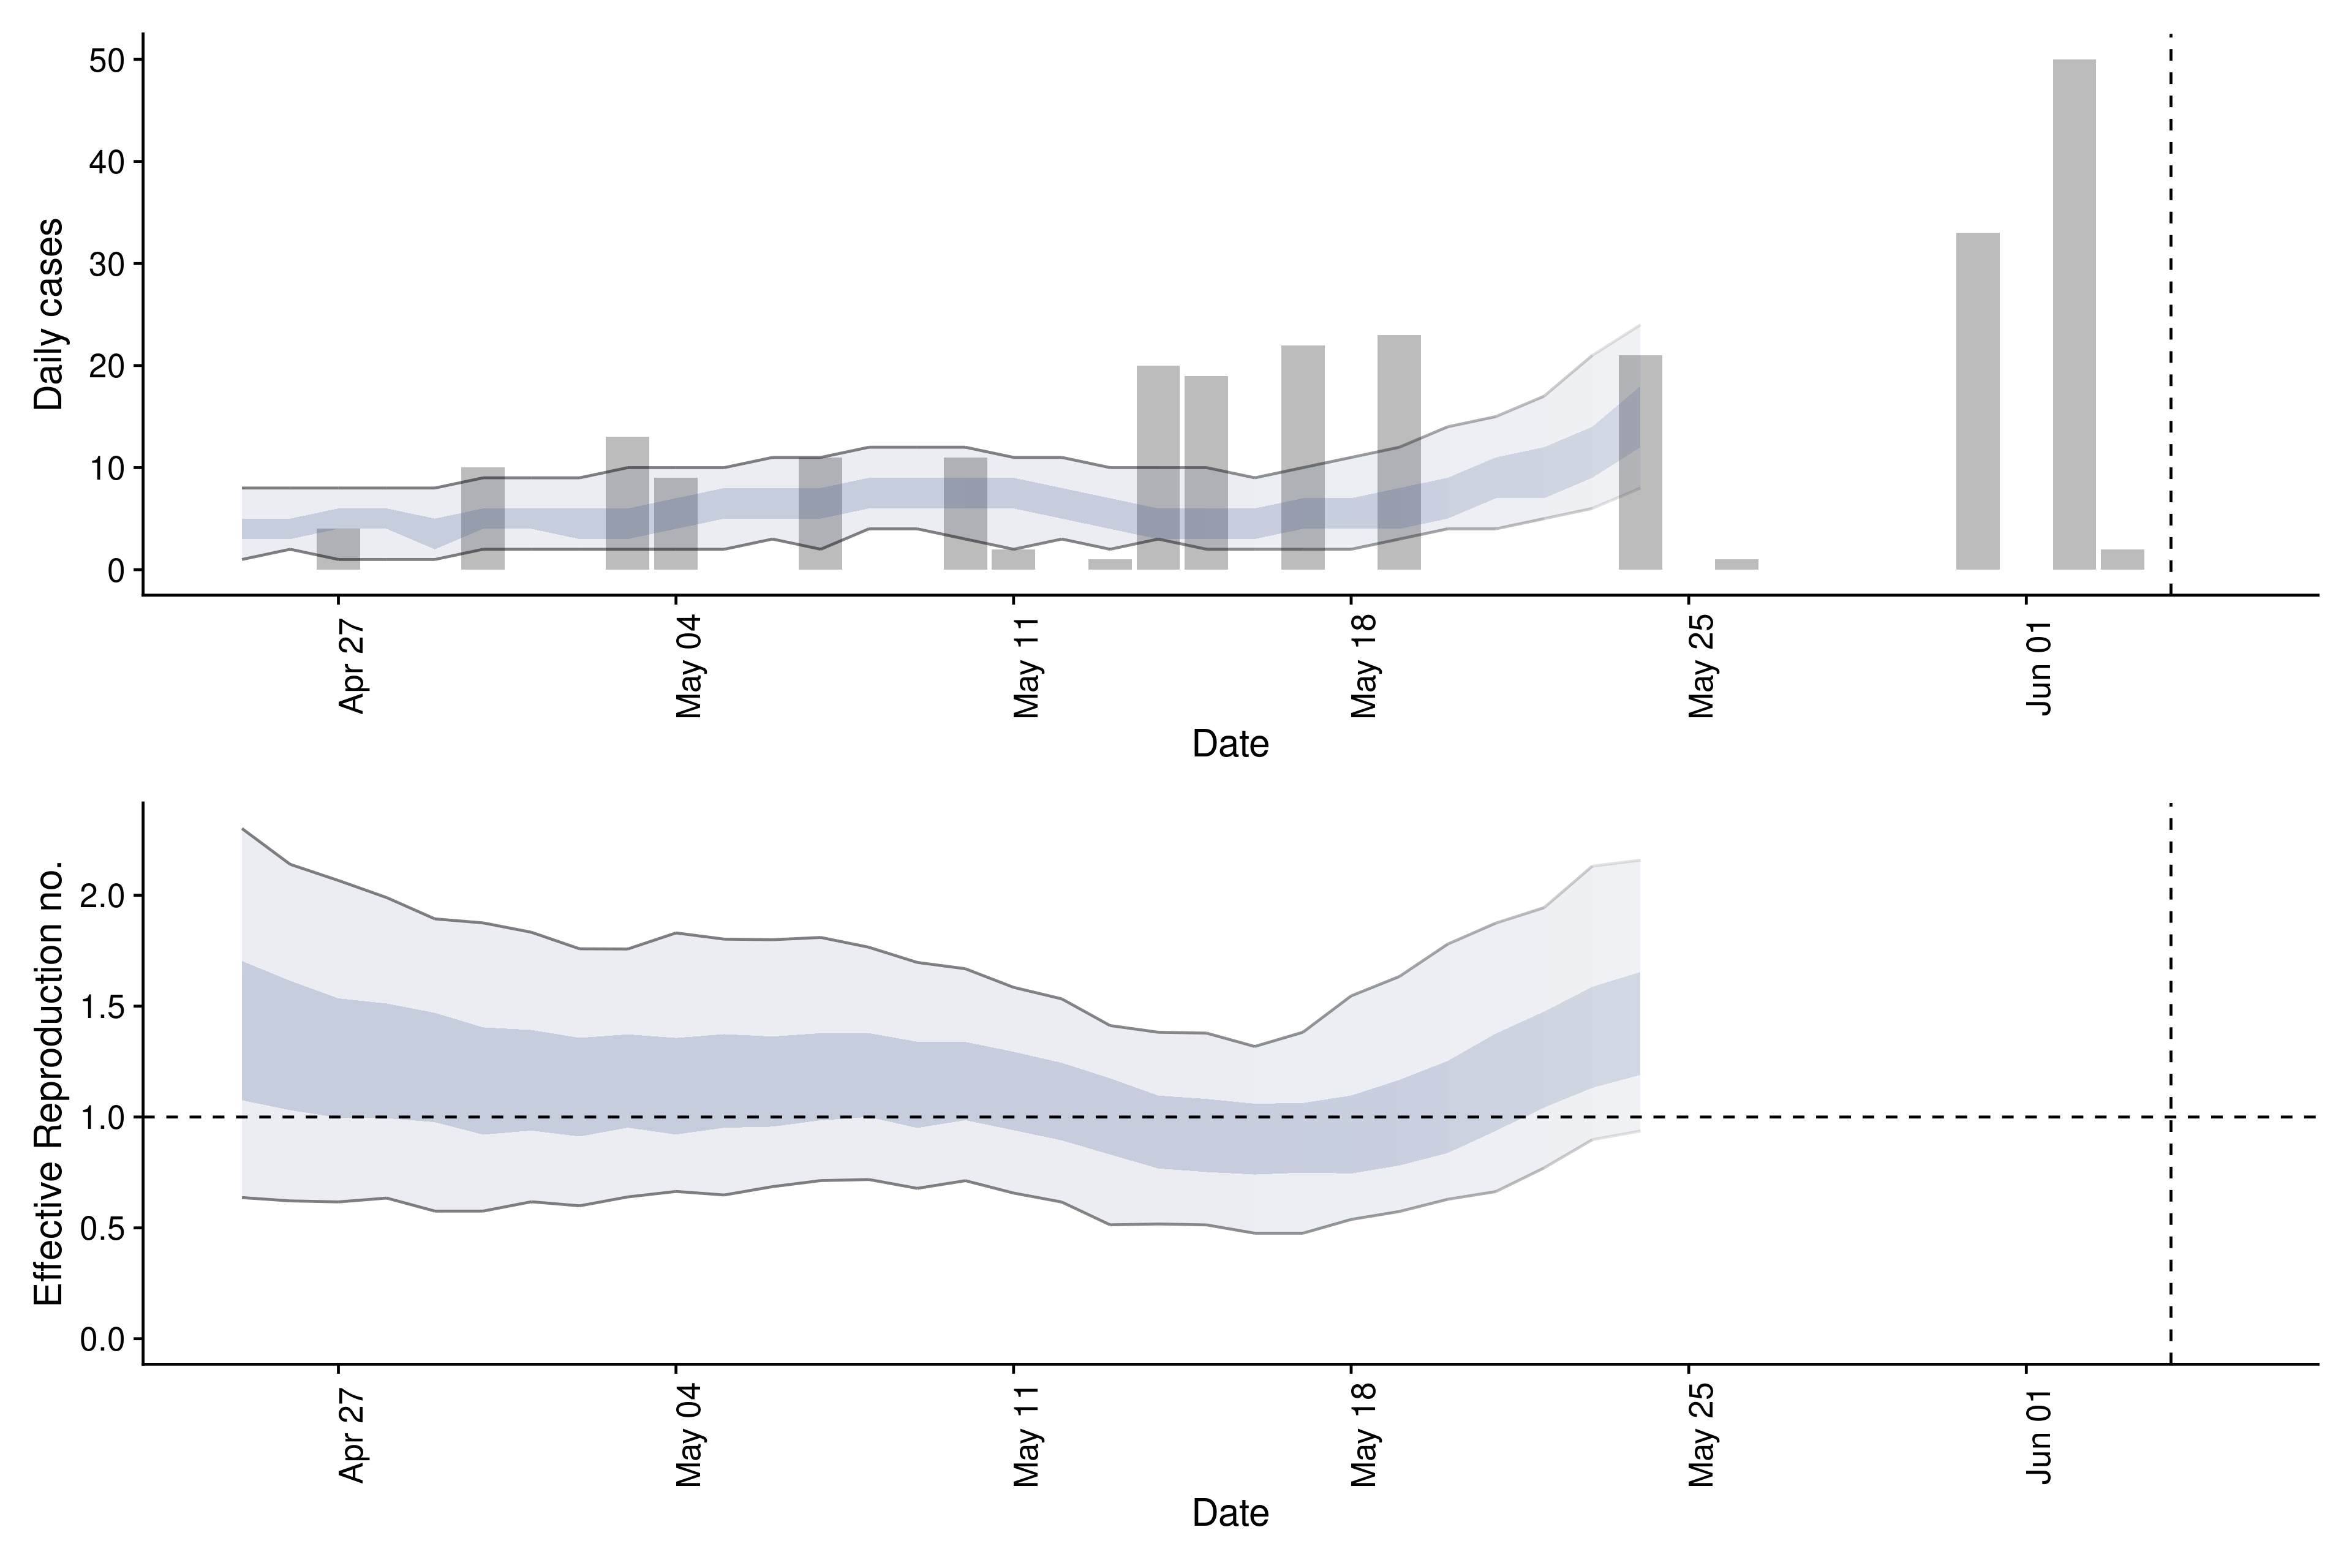 Daily cases
50
40
30
20
10
0
Apr 27
May 04
May 11
May 18
May 25
Jun 01
Date
Effective Reproduction no.
2.0
1.5
1.0
0.5
0.0
Apr 27
May 04
May 11
May 18
May 25
Jun 01
Date